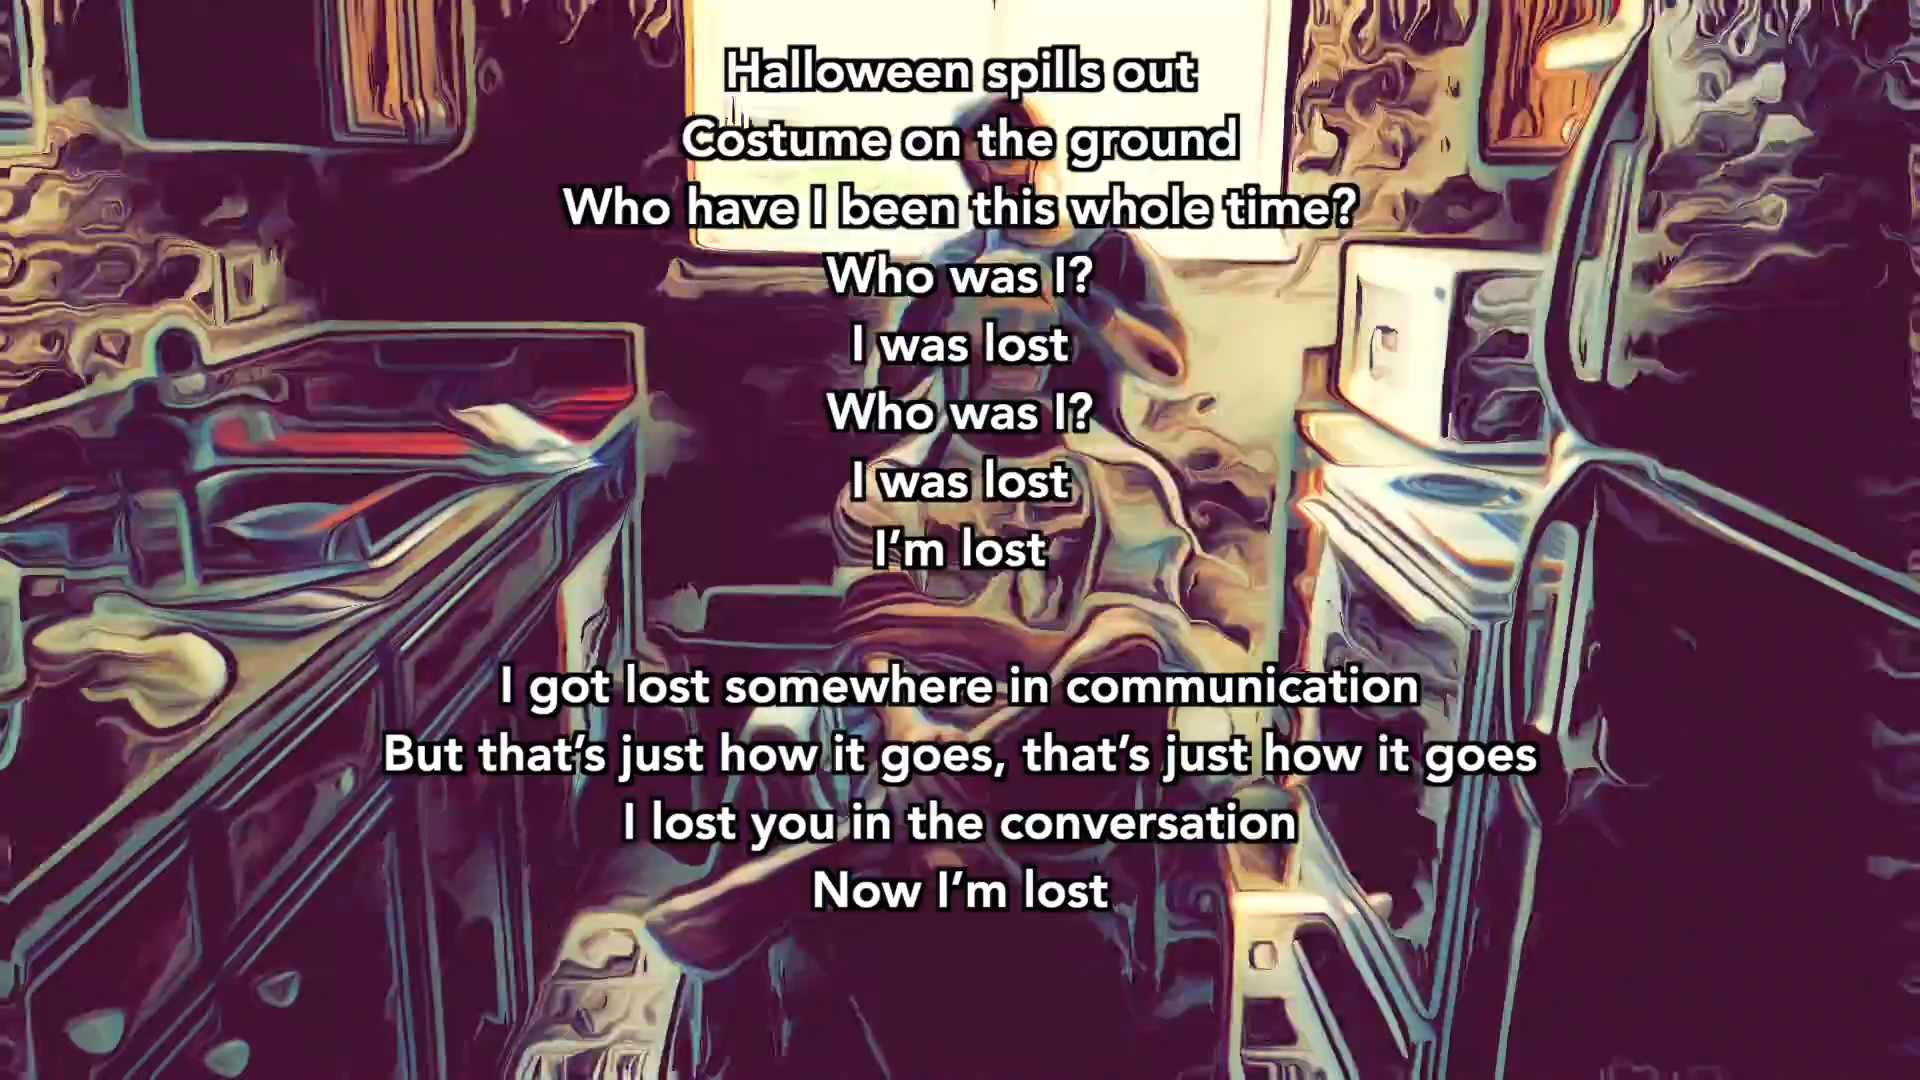 Halloween spills out
Costume on the ground
Who have I been this whole time?
Who was I?
I was lost
Who was I?
I was lost
I’m lost
I got lost somewhere in communication
But that’s just how it goes, that’s just how it goes
I lost you in the conversation
Now I’m lost